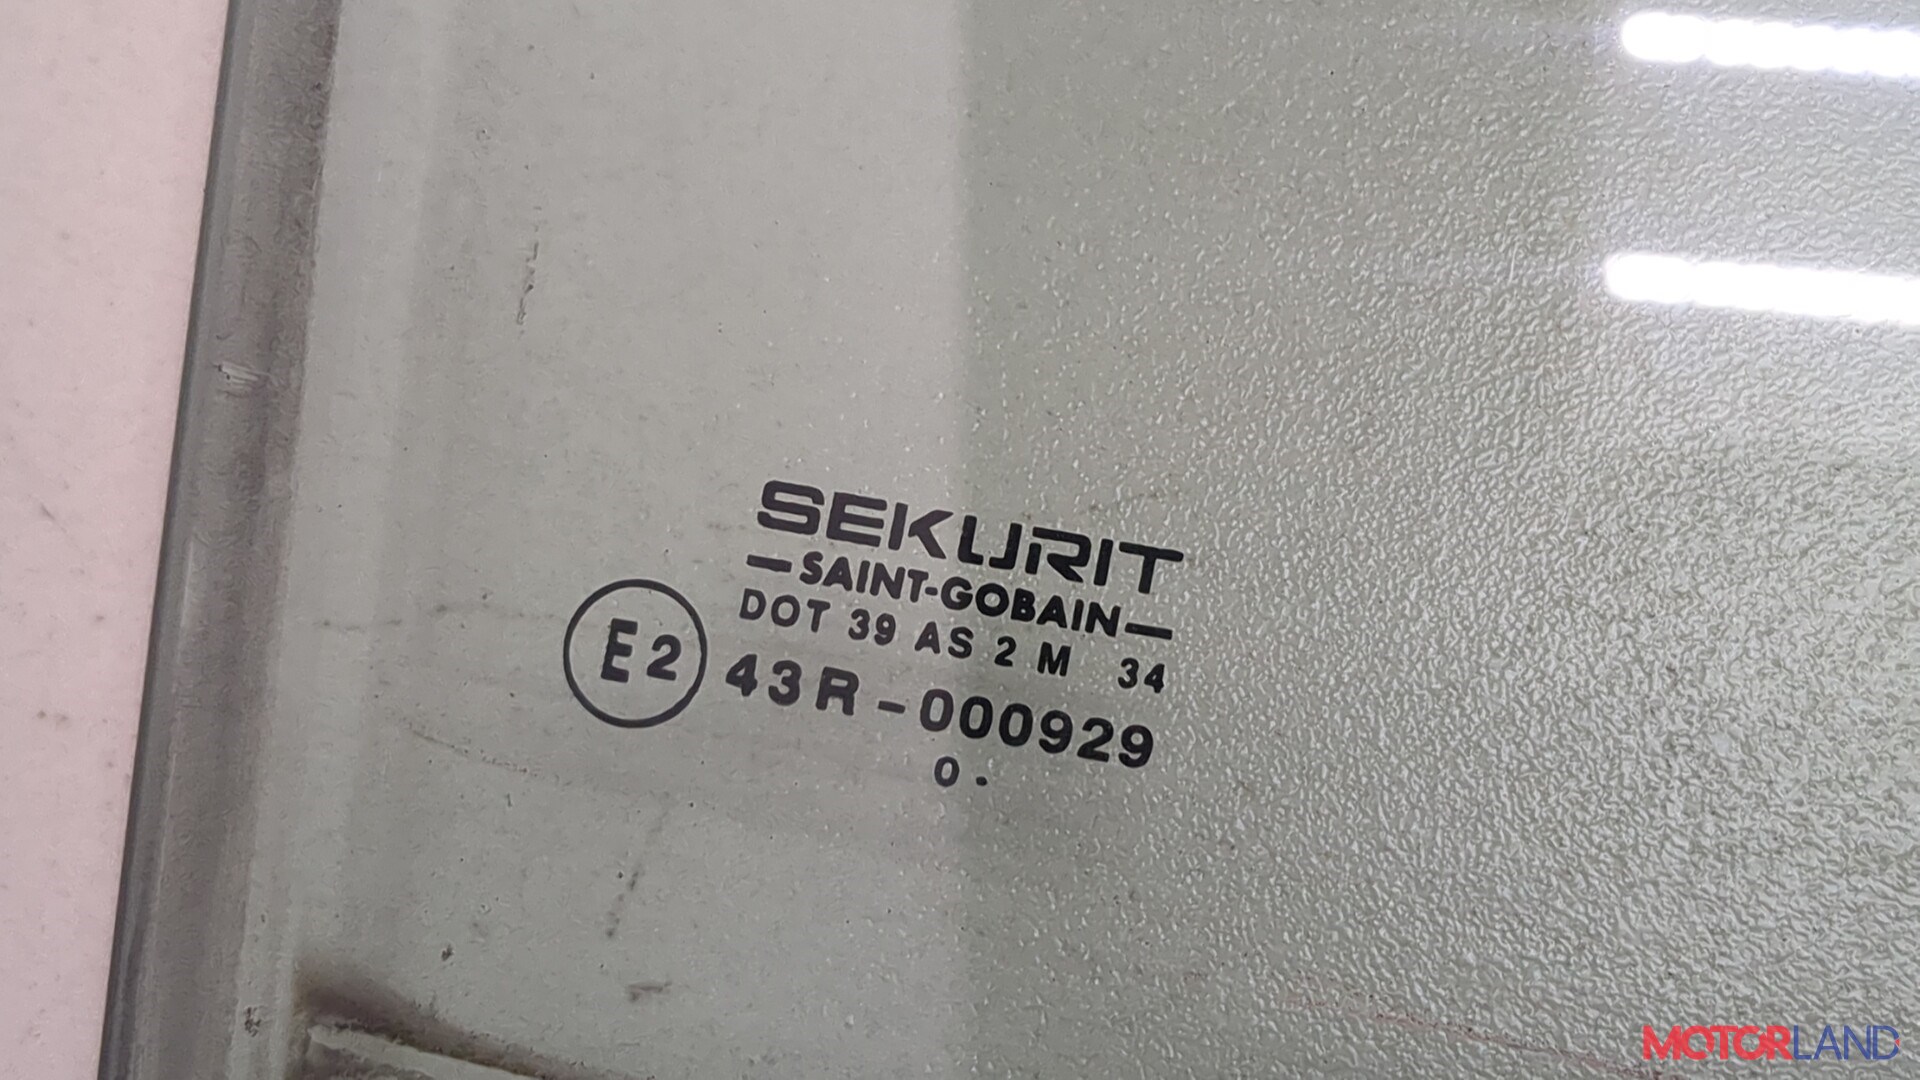 SEKURIT
—SAINT-GOBAIN—
DOT 39 AS 2 M 34
E2 43R-000929
0 .
MOTORLAND